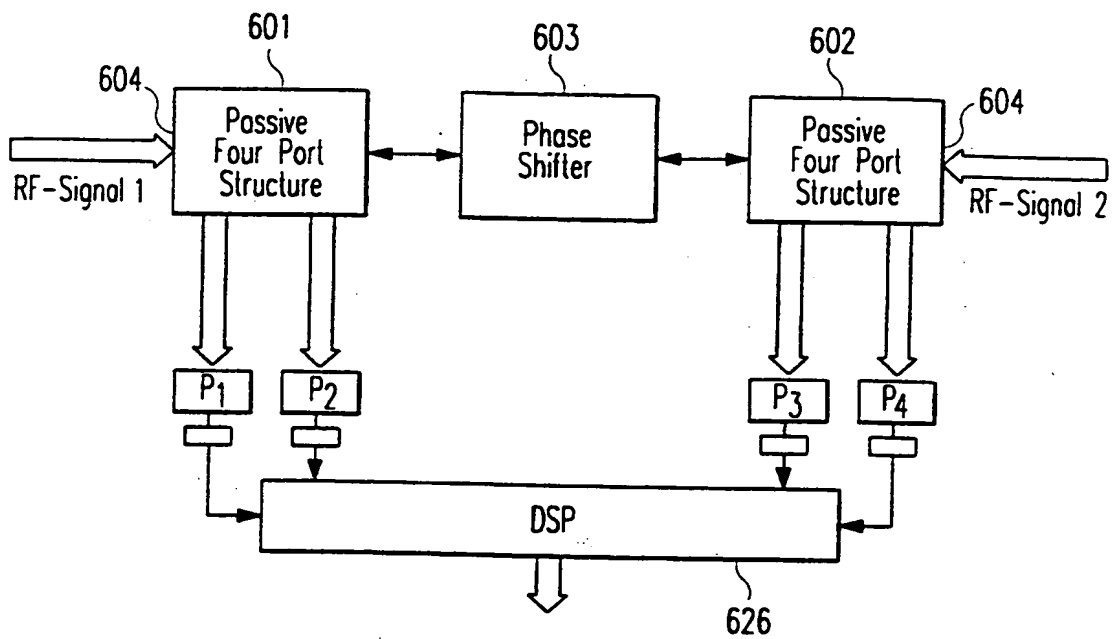 601
603
602
604
604
Passive
Four Port
Structure
Phase
Shifter
Passive
Four Port
Structure
RF-Signal 1
RF-Signal 2
P1
P2
P3
P4
DSP
626